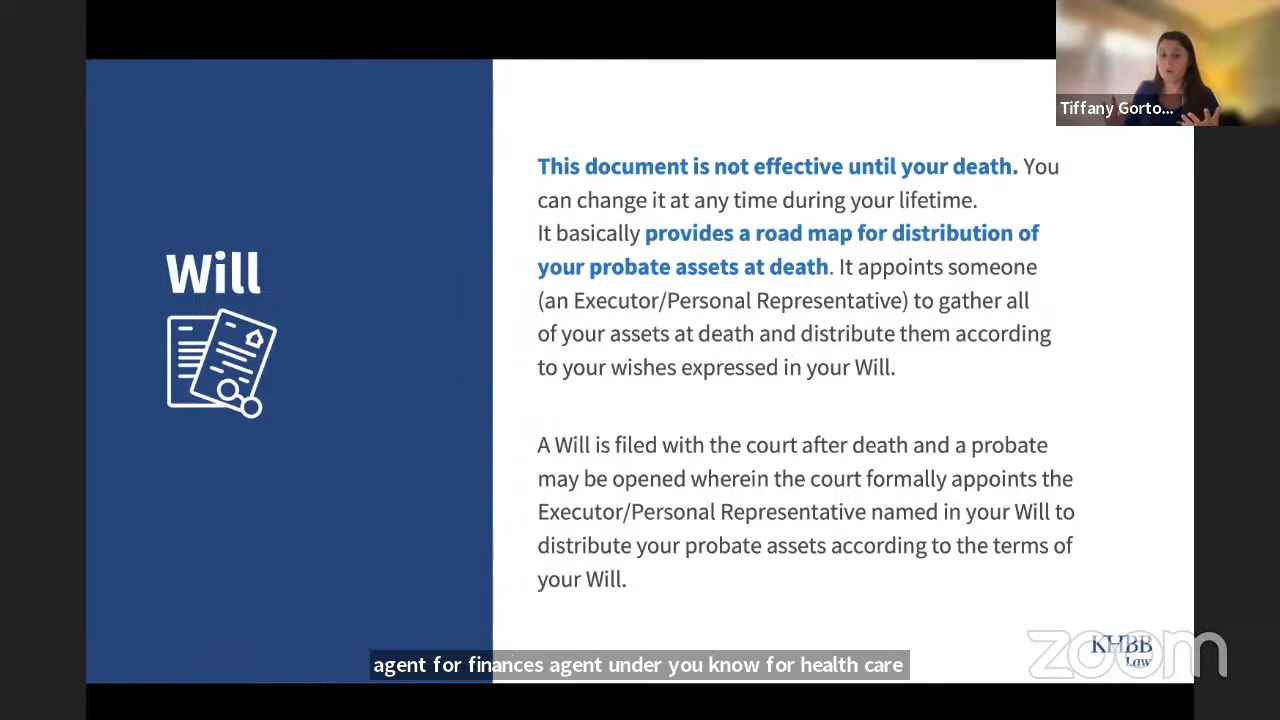 Tiffany Gorto...
This document is not effective until your death. You
can change it at any time during your lifetime.
It basically provides a road map for distribution of
your probate assets at death. It appoints someone
(an Executor/Personal Representative) to gather all
of your assets at death and distribute them according
to your wishes expressed in your Will.
Will
A Will is filed with the court after death and a probate
may be opened wherein the court formally appoints the
Executor/Personal Representative named in your Will to
distribute your probate assets according to the terms of
your Will.
KHBB
Law
zoom
agent for finances agent under you know for health care